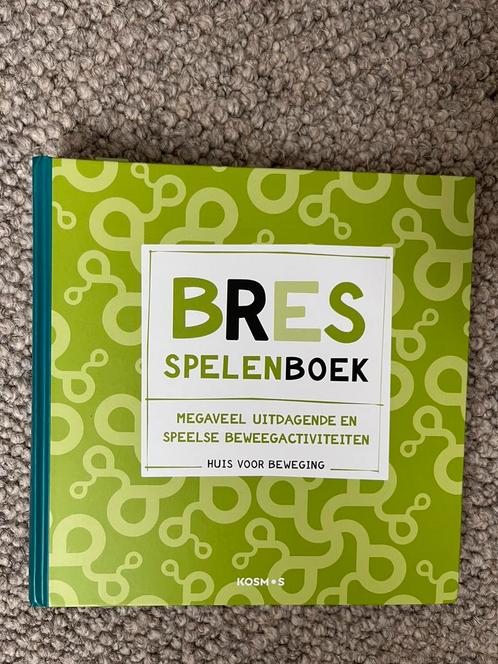 BRES
SPELENBOEK
MEGAVEEL UITDAGENDE EN
SPEELSE BEWEEGACTIVITEITEN
HUIS VOOR BEWEGING
KOSMOS